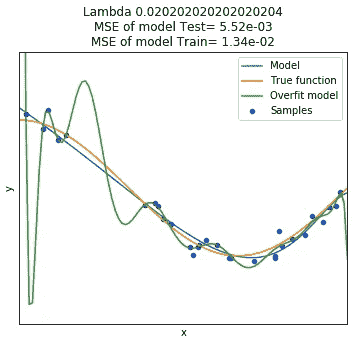 Lambda 0.020202020202020204
MSE of model Test= 5.52e-03
MSE of model Train= 1.34e-02
Model
True function
Overfit model
Samples
y
x